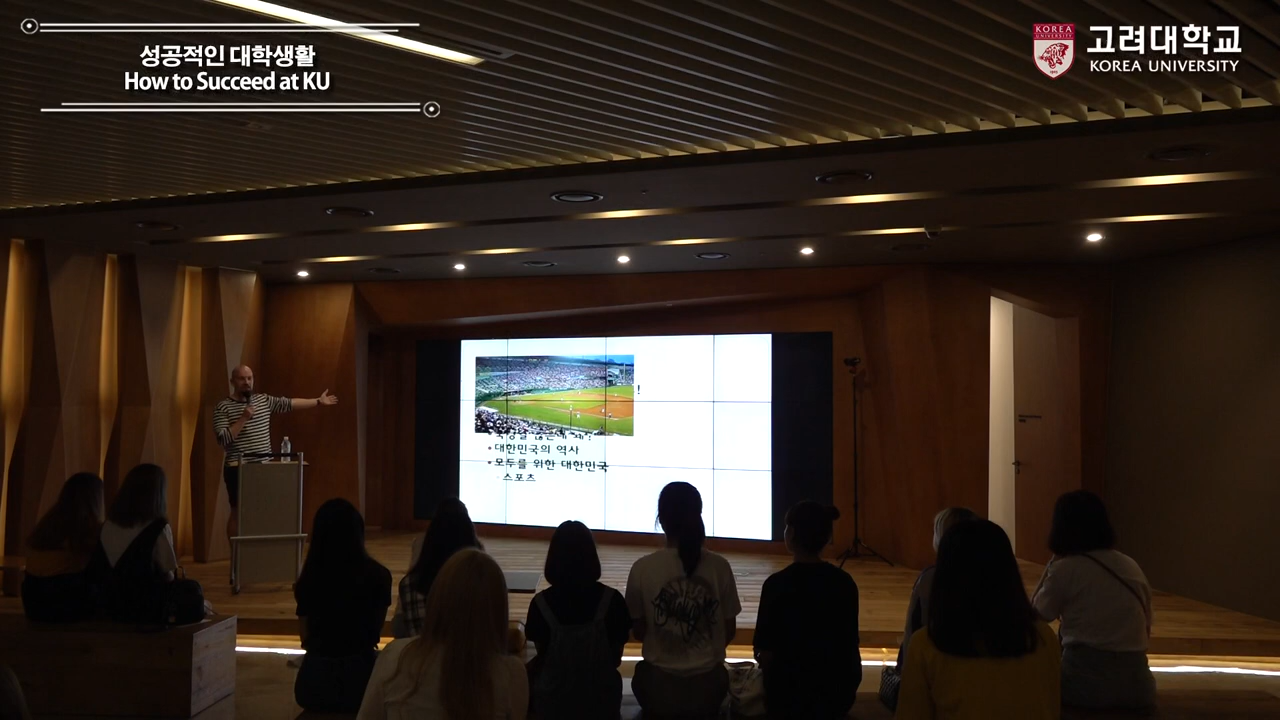 성공적인 대학생활
How to Succeed at KU
KOREA
UNIVERSITY
고려대학교
KOREA UNIVERSITY
!
•대한민국의 역사
•모두를 위한 대한민국
스포츠